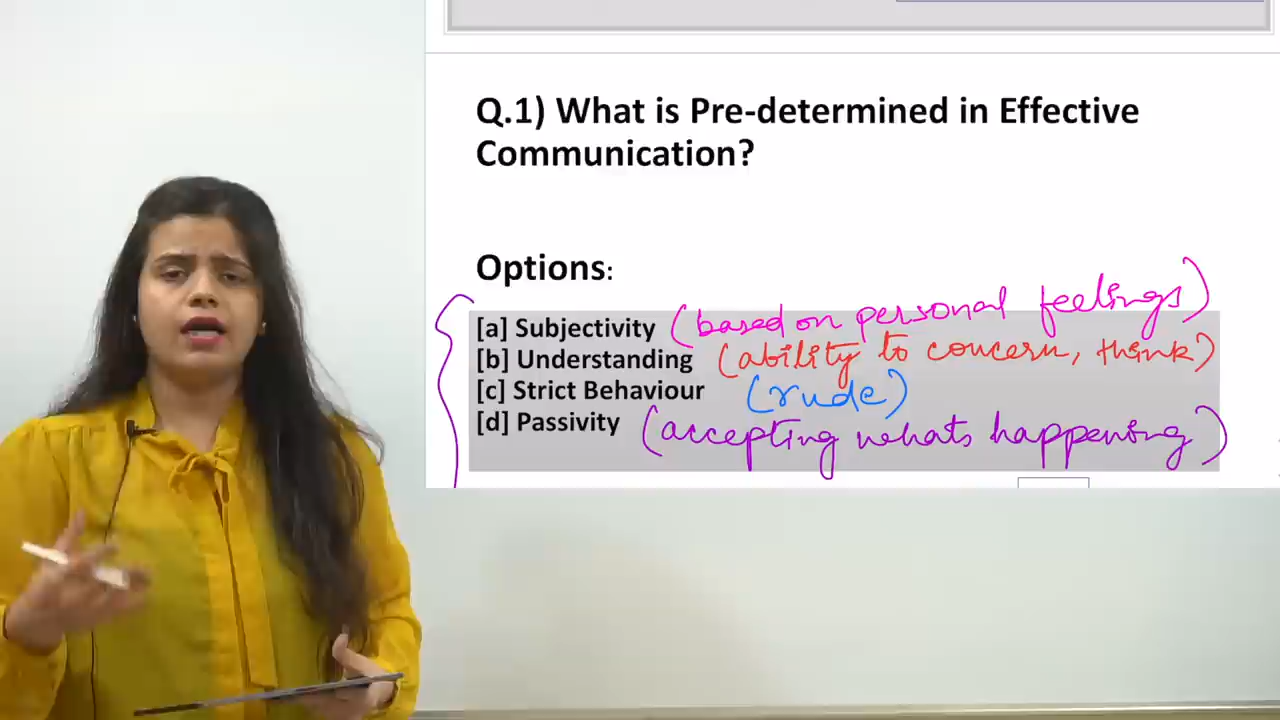 Q.1) What is Pre-determined in Effective
Communication?
Options:
[a] Subjectivity (based on personal feelings)
[b] Understanding (ability to concern, think)
[c] Strict Behaviour (rude)
[d] Passivity (accepting whats happening)